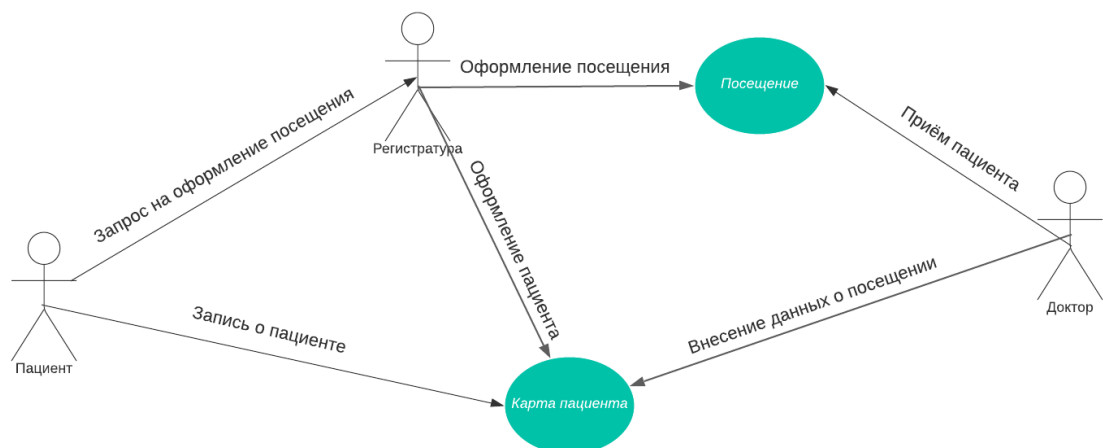 Оформление посещения
Посещение
Регистратура
Запрос на оформление посещения
Оформление пациента
Приём пациента
Доктор
Внесение данных о посещении
Запись о пациенте
Пациент
Карта пациента